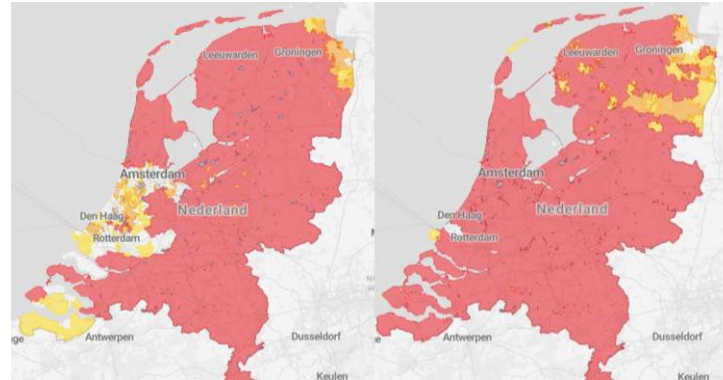 Leeuwarden
Groningen
Amsterdam
Den Haag
Nederland
Rotterdam
Antwerpen
Dusseldorf
Keulen
Leeuwarden
Groningen
Amsterdam
Den Haag
Nederland
Rotterdam
Antwerpen
Dusseldorf
Keulen